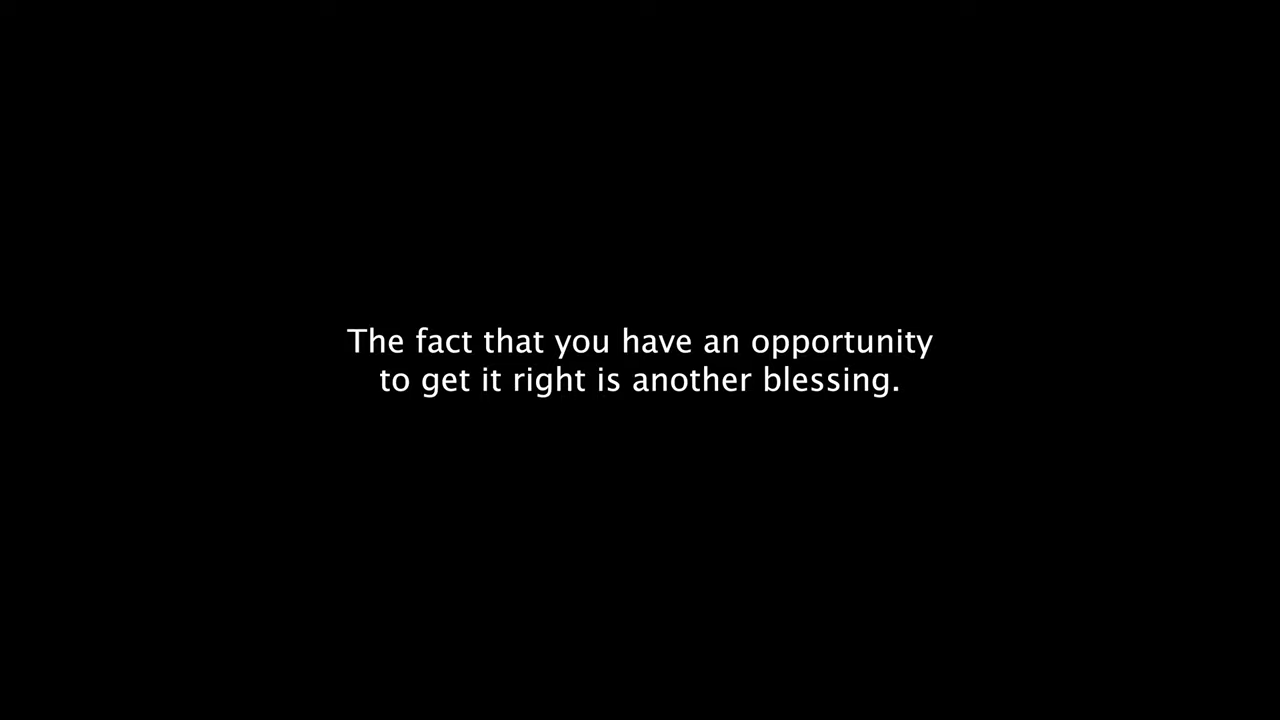 The fact that you have an opportunity
to get it right is another blessing.